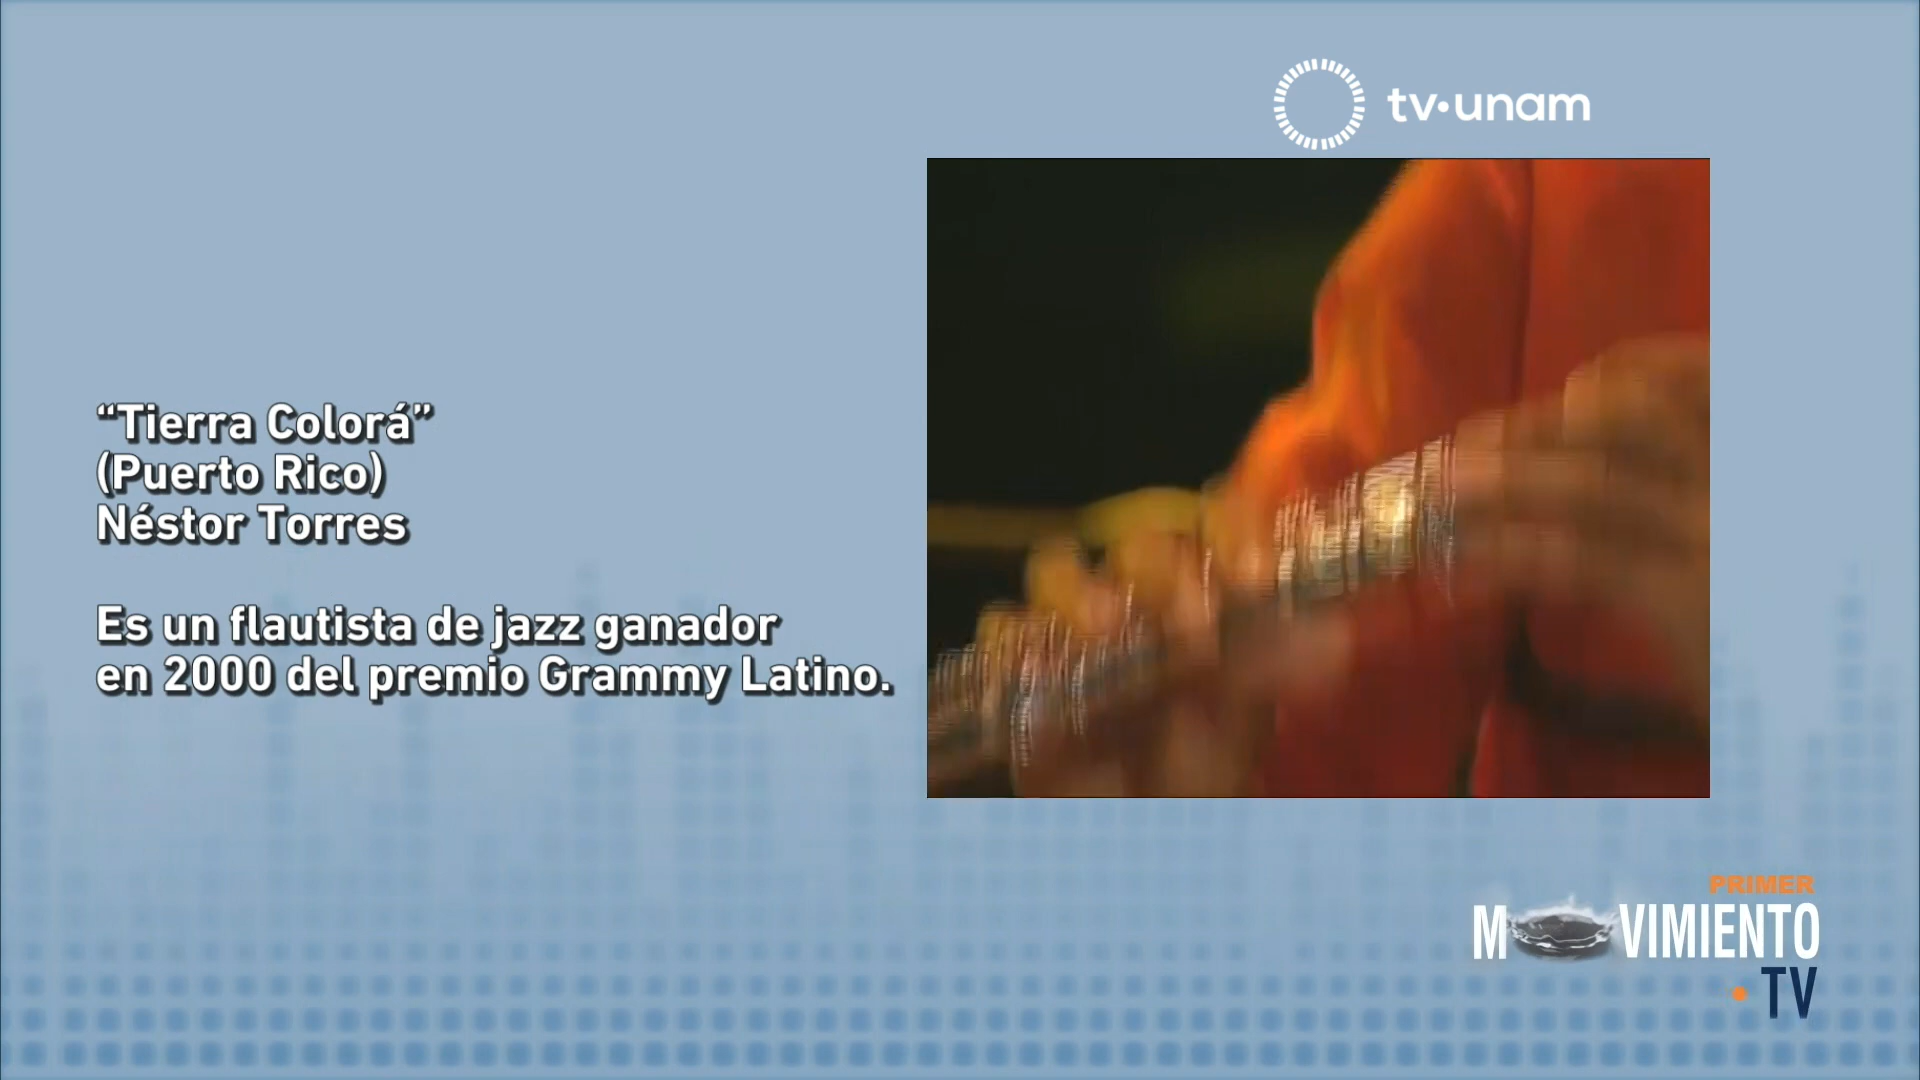 tv•unam
“Tierra Colorá”
(Puerto Rico)
Néstor Torres
Es un flautista de jazz ganador
en 2000 del premio Grammy Latino.
PRIMER
MOVIMIENTO
• TV